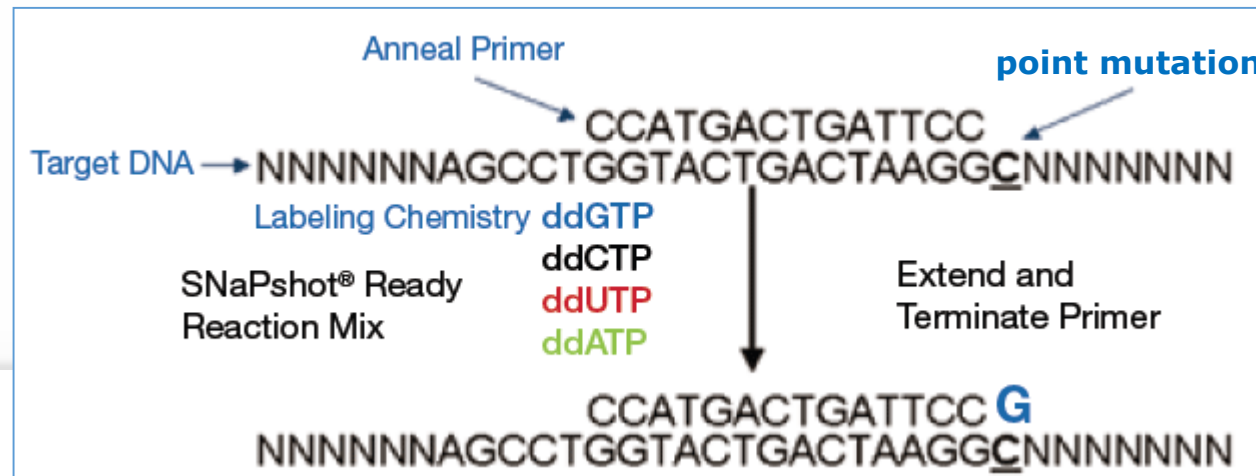 Anneal Primer
point mutation
CCATGACTGATTCC
Target DNA
NNNNNNAGCCTGGTACTGACTAAGGCNNNNNNN
Labeling Chemistry ddGTP
ddCTP
SNaPshot® Ready
Reaction Mix
ddUTP
ddATP
Extend and
Terminate Primer
CCATGACTGATTCC G
NNNNNNAGCCTGGTACTGACTAAGGCNNNNNNN